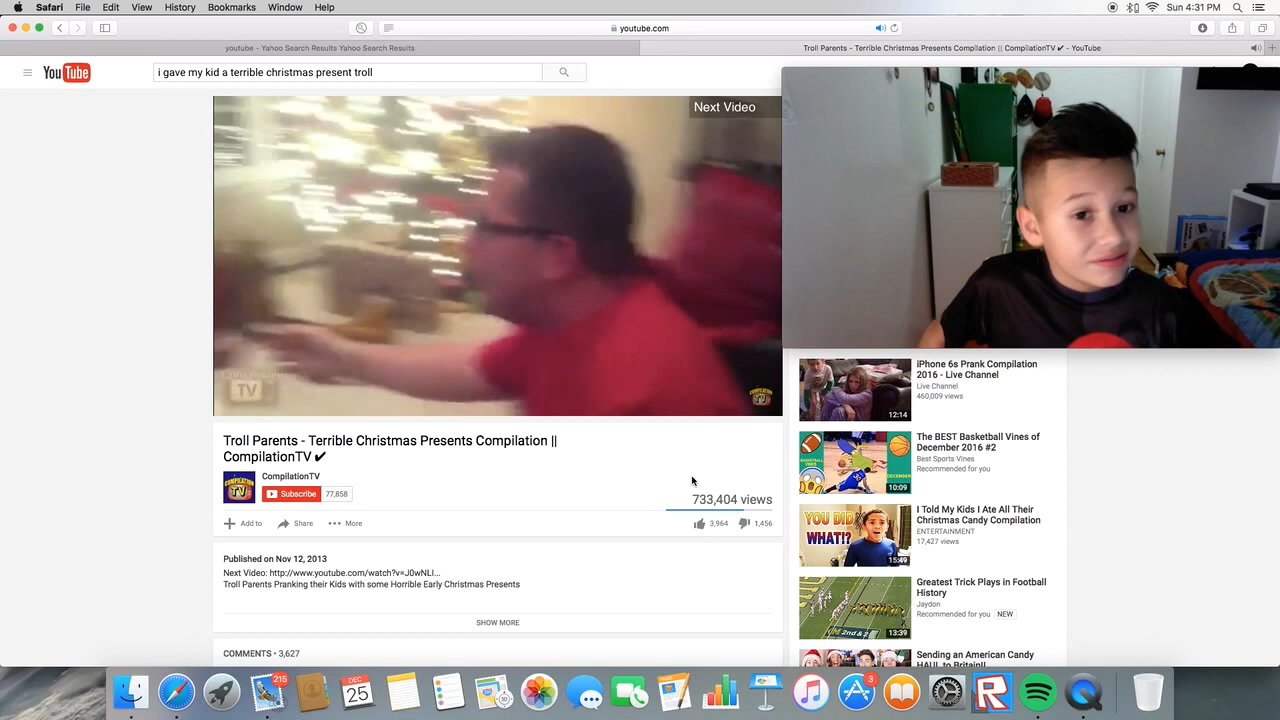 Safari File Edit View History Bookmarks Window Help
Sun 4:31 PM
youtube.com
youtube - Yahoo Search Results Yahoo Search Results
Troll Parents - Terrible Christmas Presents Compilation || CompilationTV ✔ - YouTube
YouTube
i gave my kid a terrible christmas present troll
Next Video
TV
Troll Parents - Terrible Christmas Presents Compilation ||
CompilationTV ✔
CompilationTV
Subscribe 77,858
733,404 views
Add to Share More
3,964 1,456
Published on Nov 12, 2013
Next Video: http://www.youtube.com/watch?v=J0wNLI...
Troll Parents Pranking their Kids with some Horrible Early Christmas Presents
SHOW MORE
COMMENTS • 3,627
iPhone 6s Prank Compilation
2016 - Live Channel
Live Channel
460,009 views
12:14
The BEST Basketball Vines of
December 2016 #2
Best Sports Vines
Recommended for you
10:09
I Told My Kids I Ate All Their
Christmas Candy Compilation
ENTERTAINMENT
17,427 views
YOU DID
WHAT!?
15:49
Greatest Trick Plays in Football
History
Jaydon
Recommended for you NEW
2nd & 2
13:39
Sending an American Candy
HAUL to Britain!!
215
DEC
25
3